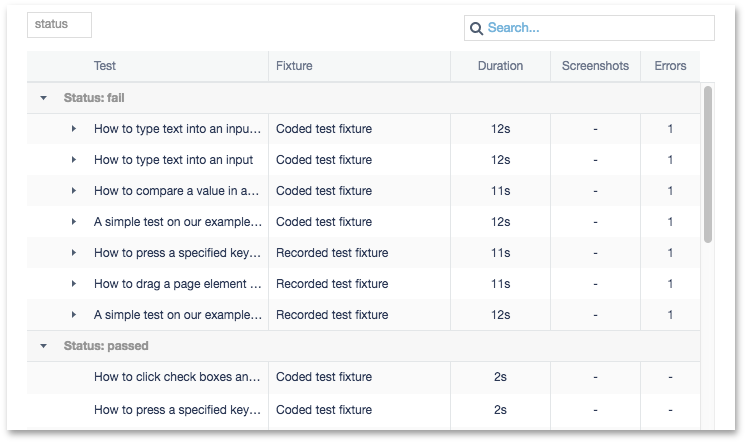 status
Search...
Test Fixture Duration Screenshots Errors
Status: fail
How to type text into an inpu... Coded test fixture 12s - 1
How to type text into an input Coded test fixture 12s - 1
How to compare a value in a... Coded test fixture 11s - 1
A simple test on our example... Coded test fixture 12s - 1
How to press a specified key... Recorded test fixture 11s - 1
How to drag a page element ... Recorded test fixture 11s - 1
A simple test on our example... Recorded test fixture 12s - 1
Status: passed
How to click check boxes an... Coded test fixture 2s - -
How to press a specified key... Coded test fixture 2s - -